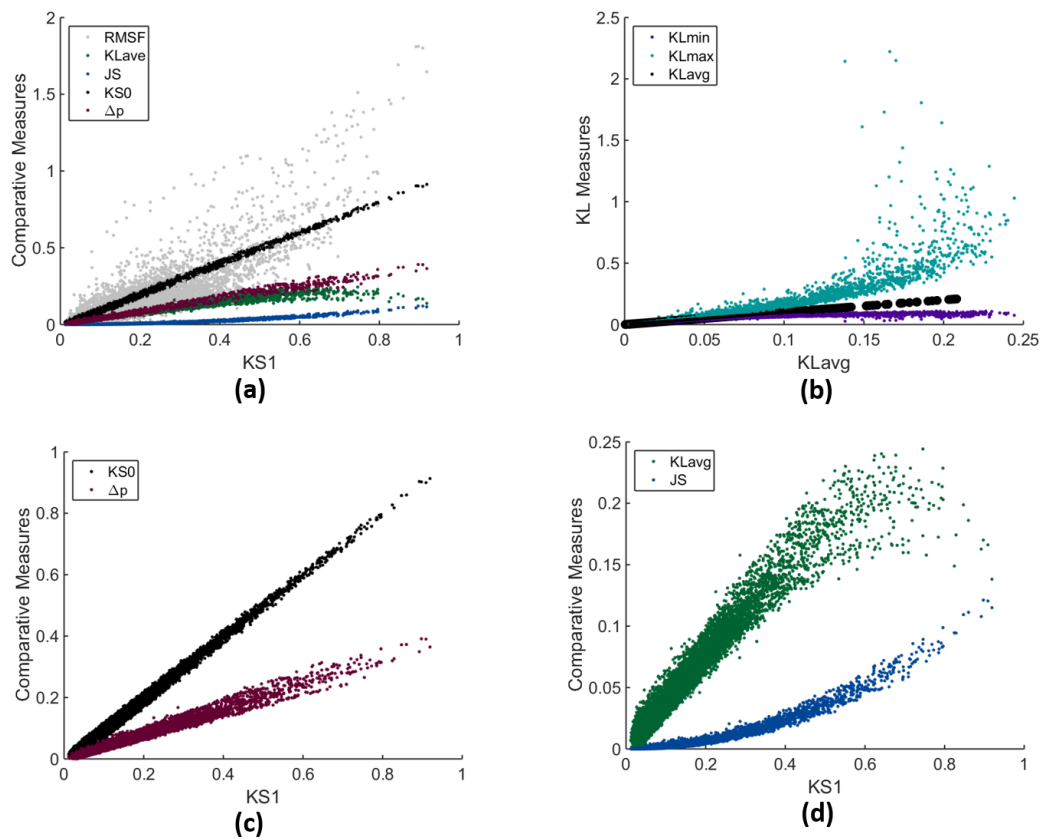 2
1.5
1
0.5
0
Comparative Measures
RMSF
KLave
JS
KS0
Δp
0 0.2 0.4 0.6 0.8 1
KS1
(a)
2.5
2
1.5
1
0.5
0
KL Measures
KLmin
KLmax
KLavg
0 0.05 0.1 0.15 0.2 0.25
KLavg
(b)
1
0.8
0.6
0.4
0.2
0
Comparative Measures
KS0
Δp
0 0.2 0.4 0.6 0.8 1
KS1
(c)
0.25
0.2
0.15
0.1
0.05
0
Comparative Measures
KLavg
JS
0 0.2 0.4 0.6 0.8 1
KS1
(d)